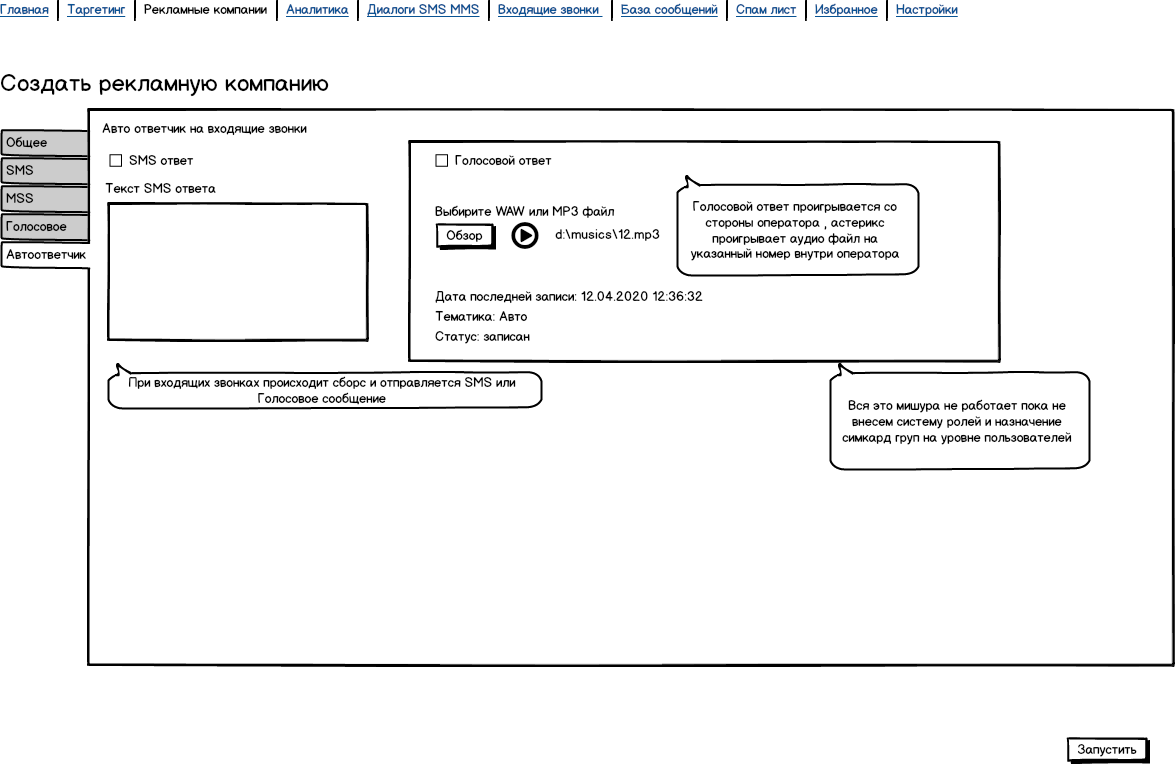 Главная Таргетинг Рекламные компании Аналитика Диалоги SMS MMS Входящие звонки База сообщений Спам лист Избранное Настройки
Создать рекламную компанию
Общее
SMS
MSS
Голосовое
Автоответчик
Авто ответчик на входящие звонки
SMS ответ
Текст SMS ответа
Голосовой ответ
Выбирите WAW или MP3 файл
Обзор d:\musics\12.mp3
Голосовой ответ проигрывается со
стороны оператора , астерикс
проигрывает аудио файл на
указанный номер внутри оператора
Дата последней записи: 12.04.2020 12:36:32
Тематика: Авто
Статус: записан
При входящих звонках происходит сборс и отправляется SMS или
Голосовое сообщение
Вся это мишура не работает пока не
внесем систему ролей и назначение
симкард груп на уровне пользователей
Запустить